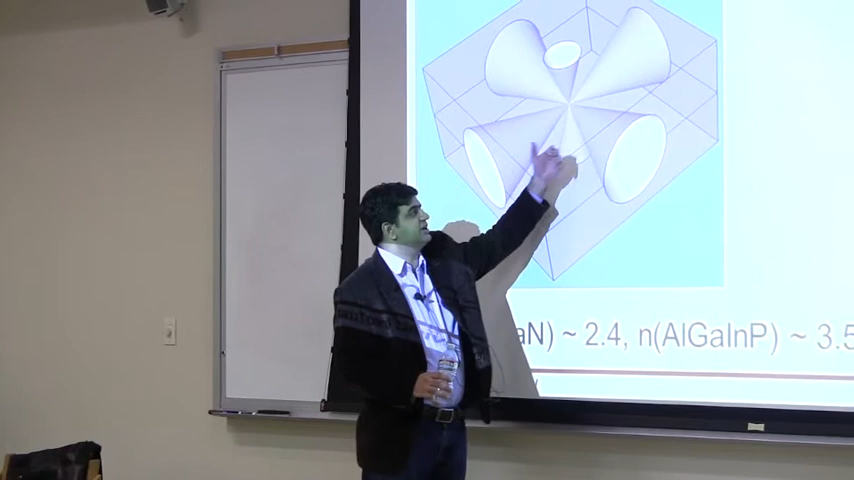 aN) ~ 2.4, n(AlGaInP) ~ 3.5